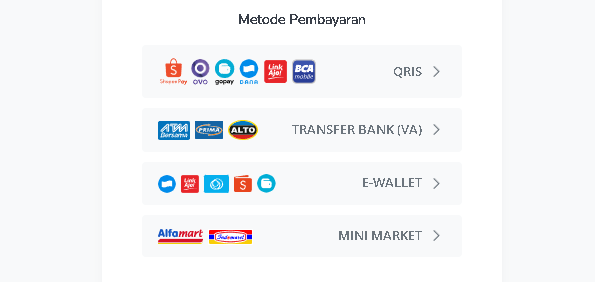 Metode Pembayaran
ShopeePay OVO gopay DANA LinkAja! BCA mobile
QRIS
ATM Bersama PRIMA ALTO
TRANSFER BANK (VA)
LinkAja!
E-WALLET
Alfamart Indomaret
MINI MARKET